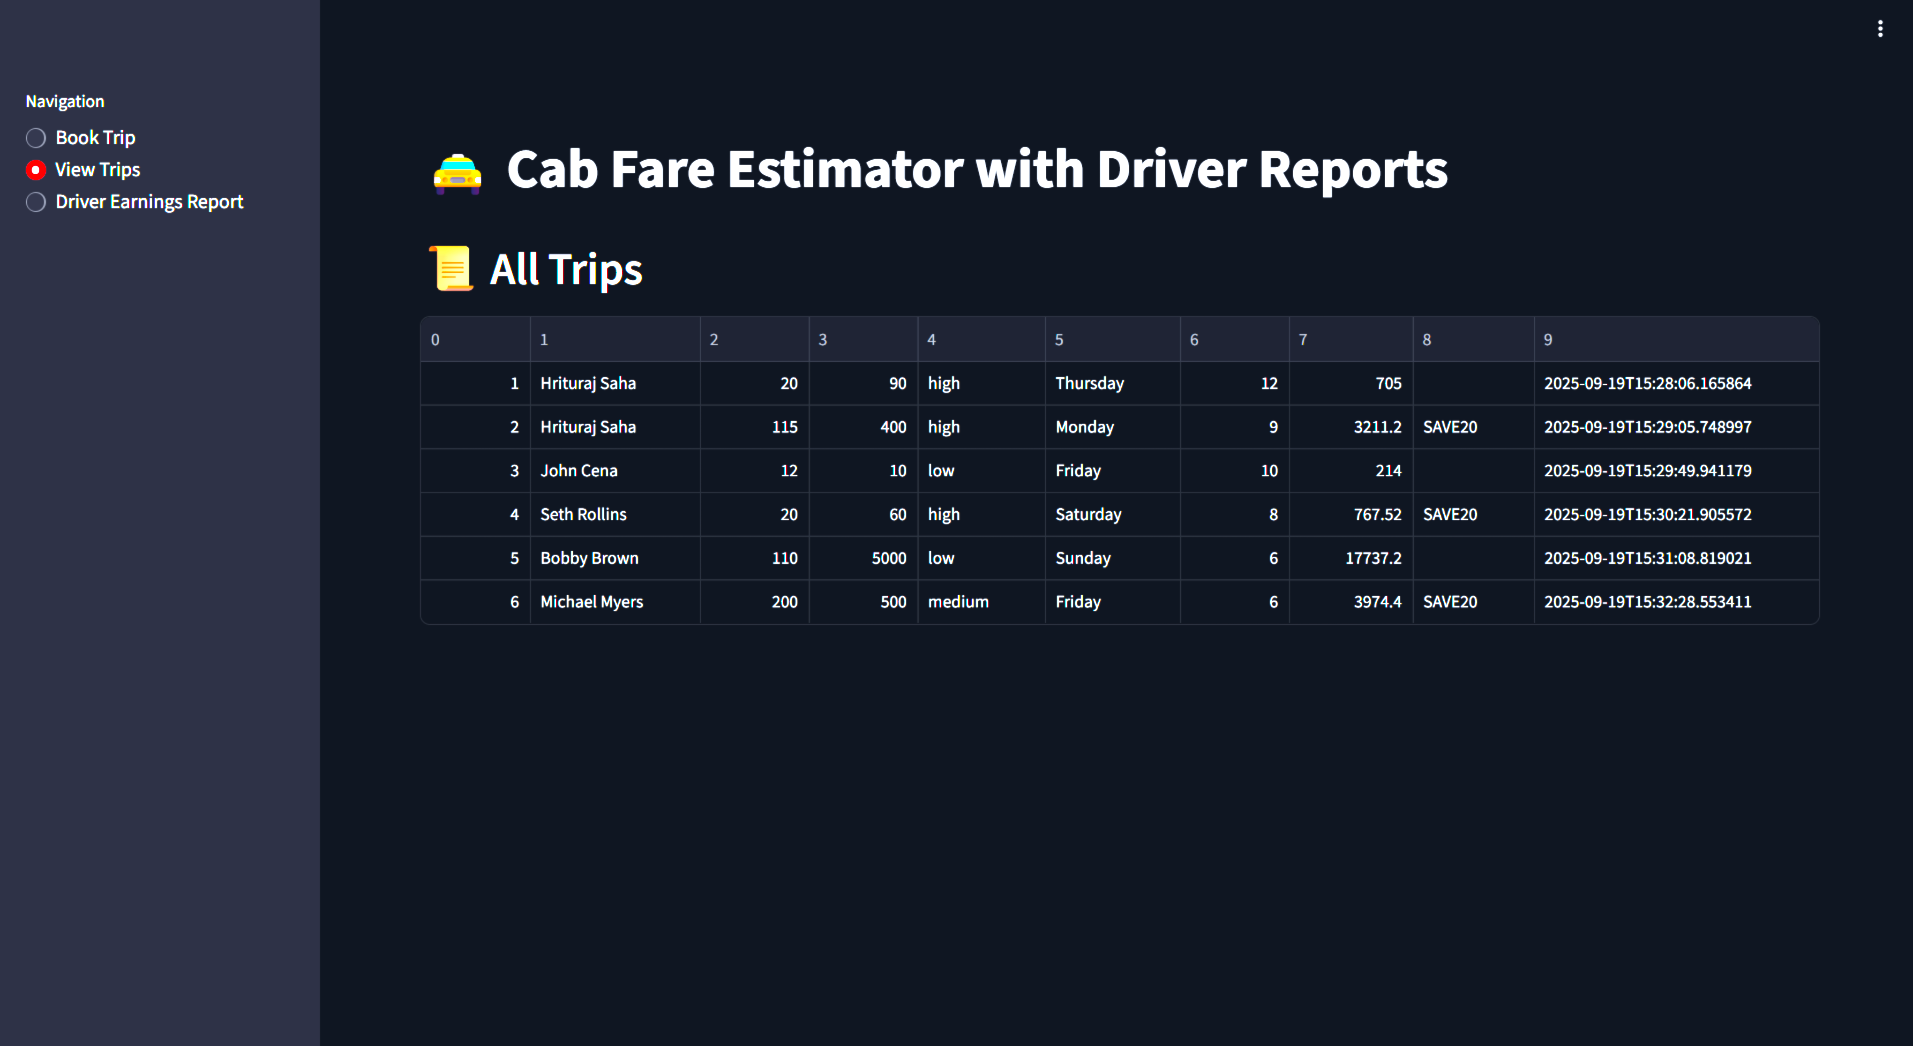 Navigation
Book Trip
View Trips
Driver Earnings Report
Cab Fare Estimator with Driver Reports
All Trips
0 1 2 3 4 5 6 7 8 9
1 Hrituraj Saha 20 90 high Thursday 12 705 2025-09-19T15:28:06.165864
2 Hrituraj Saha 115 400 high Monday 9 3211.2 SAVE20 2025-09-19T15:29:05.748997
3 John Cena 12 10 low Friday 10 214 2025-09-19T15:29:49.941179
4 Seth Rollins 20 60 high Saturday 8 767.52 SAVE20 2025-09-19T15:30:21.905572
5 Bobby Brown 110 5000 low Sunday 6 17737.2 2025-09-19T15:31:08.819021
6 Michael Myers 200 500 medium Friday 6 3974.4 SAVE20 2025-09-19T15:32:28.553411